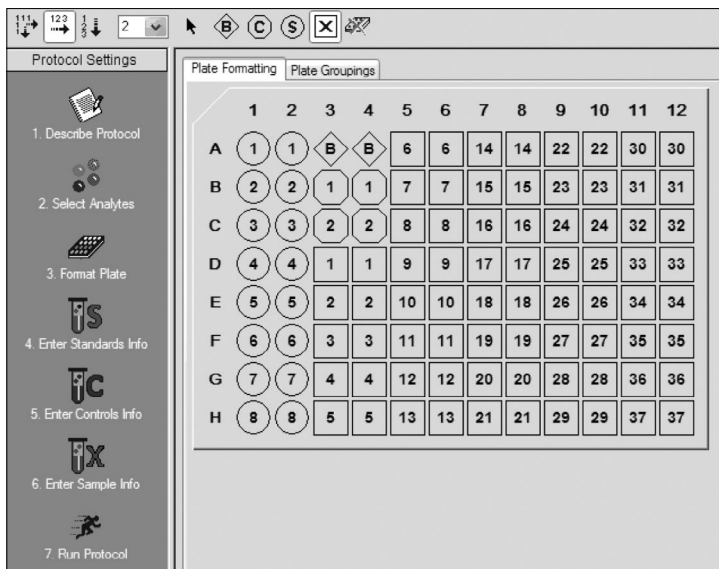 111 123 1 2 3 2 B C S X
Protocol Settings
1. Describe Protocol
2. Select Analytes
3. Format Plate
S
4. Enter Standards Info
C
5. Enter Controls Info
X
6. Enter Sample Info
7. Run Protocol
Plate Formatting Plate Groupings
1 2 3 4 5 6 7 8 9 10 11 12
A 1 1 B B 6 6 14 14 22 22 30 30
B 2 2 1 1 7 7 15 15 23 23 31 31
C 3 3 2 2 8 8 16 16 24 24 32 32
D 4 4 1 1 9 9 17 17 25 25 33 33
E 5 5 2 2 10 10 18 18 26 26 34 34
F 6 6 3 3 11 11 19 19 27 27 35 35
G 7 7 4 4 12 12 20 20 28 28 36 36
H 8 8 5 5 13 13 21 21 29 29 37 37